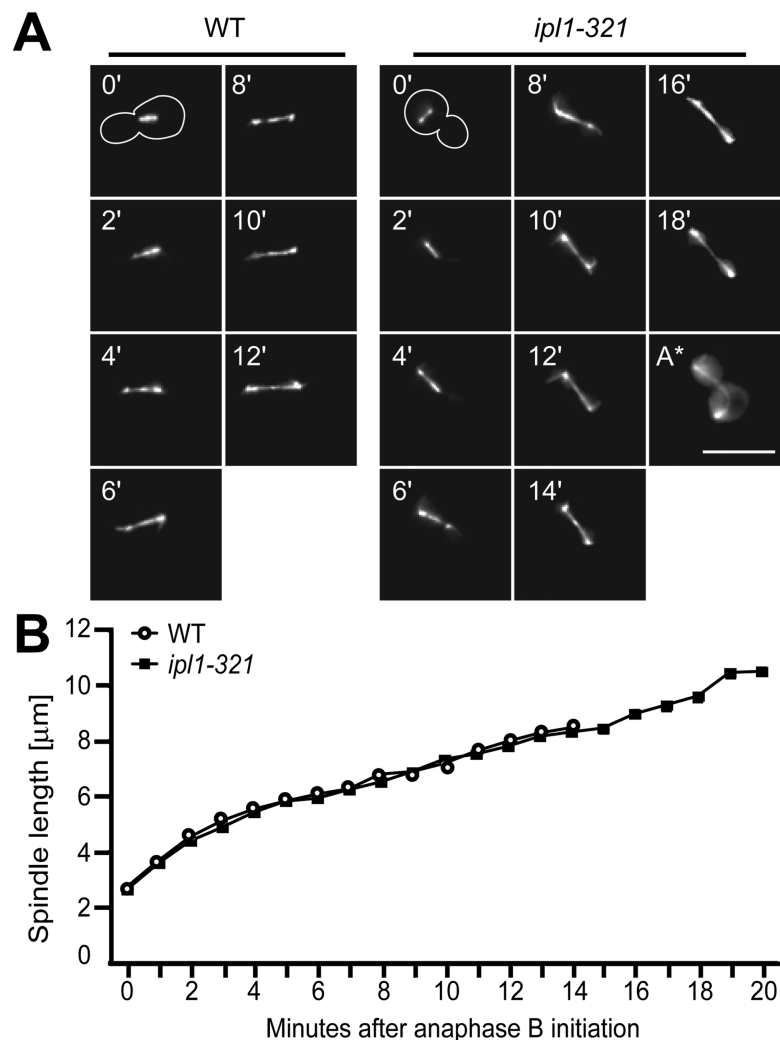 A
WT
ipl1-321
0'
8'
0'
8'
16'
2'
10'
2'
10'
18'
4'
12'
4'
12'
A*
6'
6'
14'
B
12
10
8
6
4
2
0
Spindle length [µm]
WT
ipl1-321
0 2 4 6 8 10 12 14 16 18 20
Minutes after anaphase B initiation